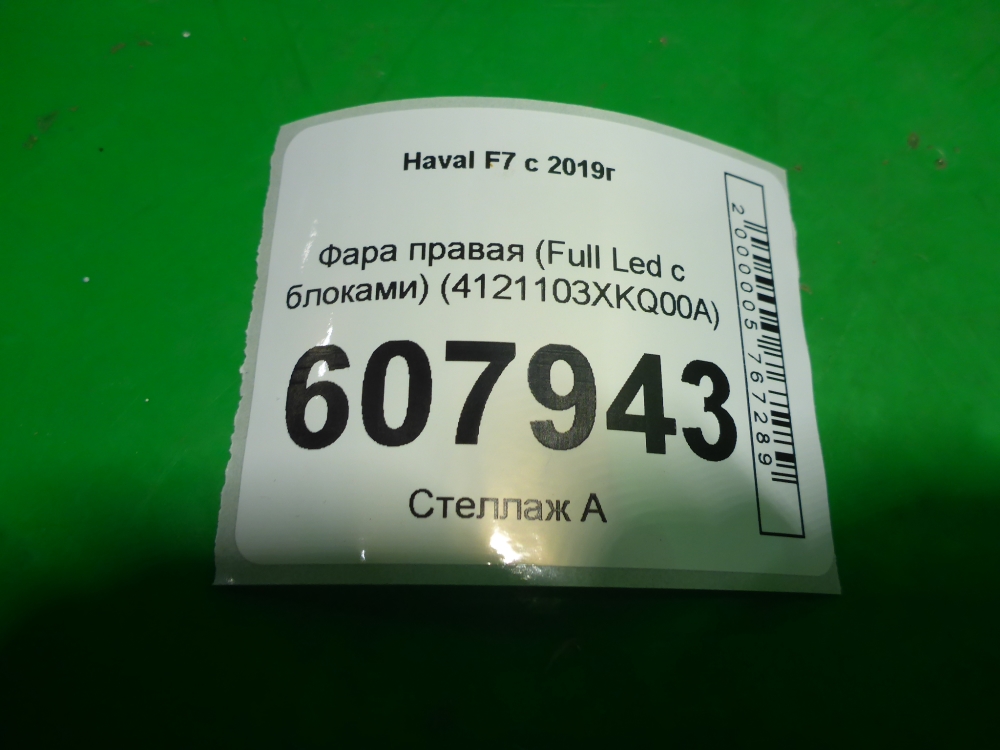 Haval F7 с 2019г
Фара правая (Full Led с
блоками) (4121103XKQ00A)
607943
Стеллаж А
2000005767289